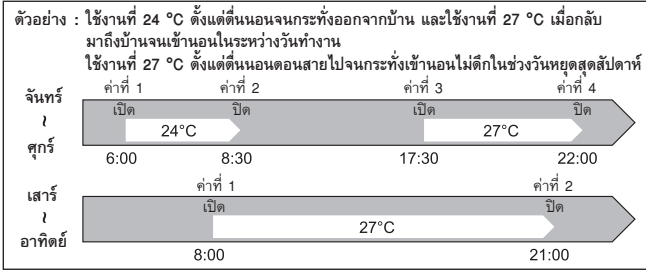 ตัวอย่าง : ใช้งานที่ 24 °C ตั้งแต่ตื่นนอนจนกระทั่งออกจากบ้าน และใช้งานที่ 27 °C เมื่อกลับ
มาถึงบ้านจนเข้านอนในระหว่างวันทำงาน
ใช้งานที่ 27 °C ตั้งแต่ตื่นนอนตอนสายไปจนกระทั่งเข้านอนไม่ดึกในช่วงวันหยุดสุดสัปดาห์
จันทร์ ~ ศุกร์
ค่าที่ 1 ค่าที่ 2 ค่าที่ 3 ค่าที่ 4
เปิด ปิด เปิด ปิด
24°C 27°C
6:00 8:30 17:30 22:00
เสาร์ ~ อาทิตย์
ค่าที่ 1 ค่าที่ 2
เปิด ปิด
27°C
8:00 21:00